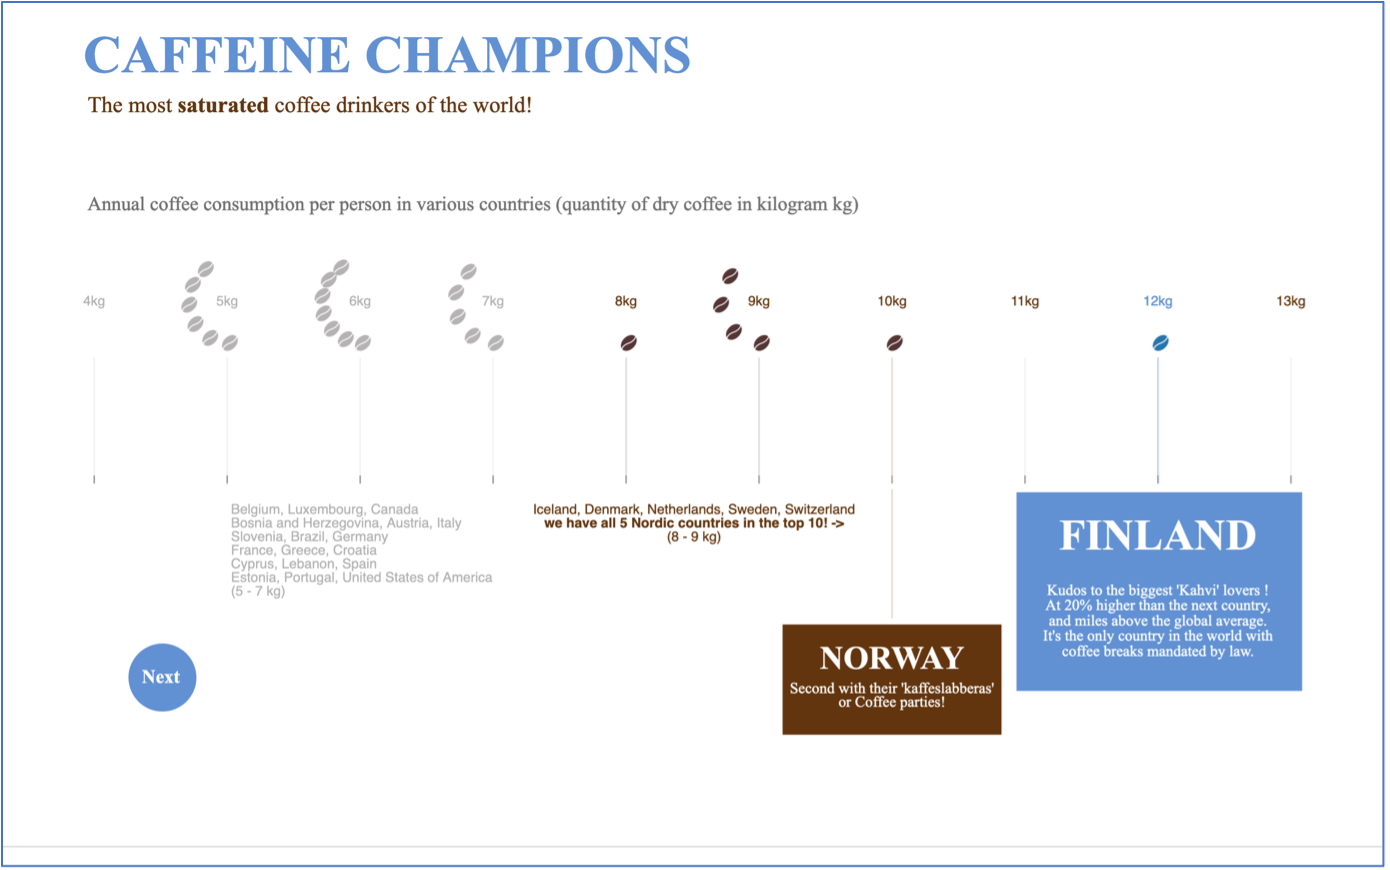 CAFFEINE CHAMPIONS
The most saturated coffee drinkers of the world!
Annual coffee consumption per person in various countries (quantity of dry coffee in kilogram kg)
4kg 5kg 6kg 7kg 8kg 9kg 10kg 11kg 12kg 13kg
Belgium, Luxembourg, Canada
Bosnia and Herzegovina, Austria, Italy
Slovenia, Brazil, Germany
France, Greece, Croatia
Cyprus, Lebanon, Spain
Estonia, Portugal, United States of America
(5 - 7 kg)
Iceland, Denmark, Netherlands, Sweden, Switzerland
we have all 5 Nordic countries in the top 10! ->
(8 - 9 kg)
FINLAND
Kudos to the biggest 'Kahvi' lovers !
At 20% higher than the next country,
and miles above the global average.
It's the only country in the world with
coffee breaks mandated by law.
NORWAY
Second with their 'kaffeslabberas'
or Coffee parties!
Next